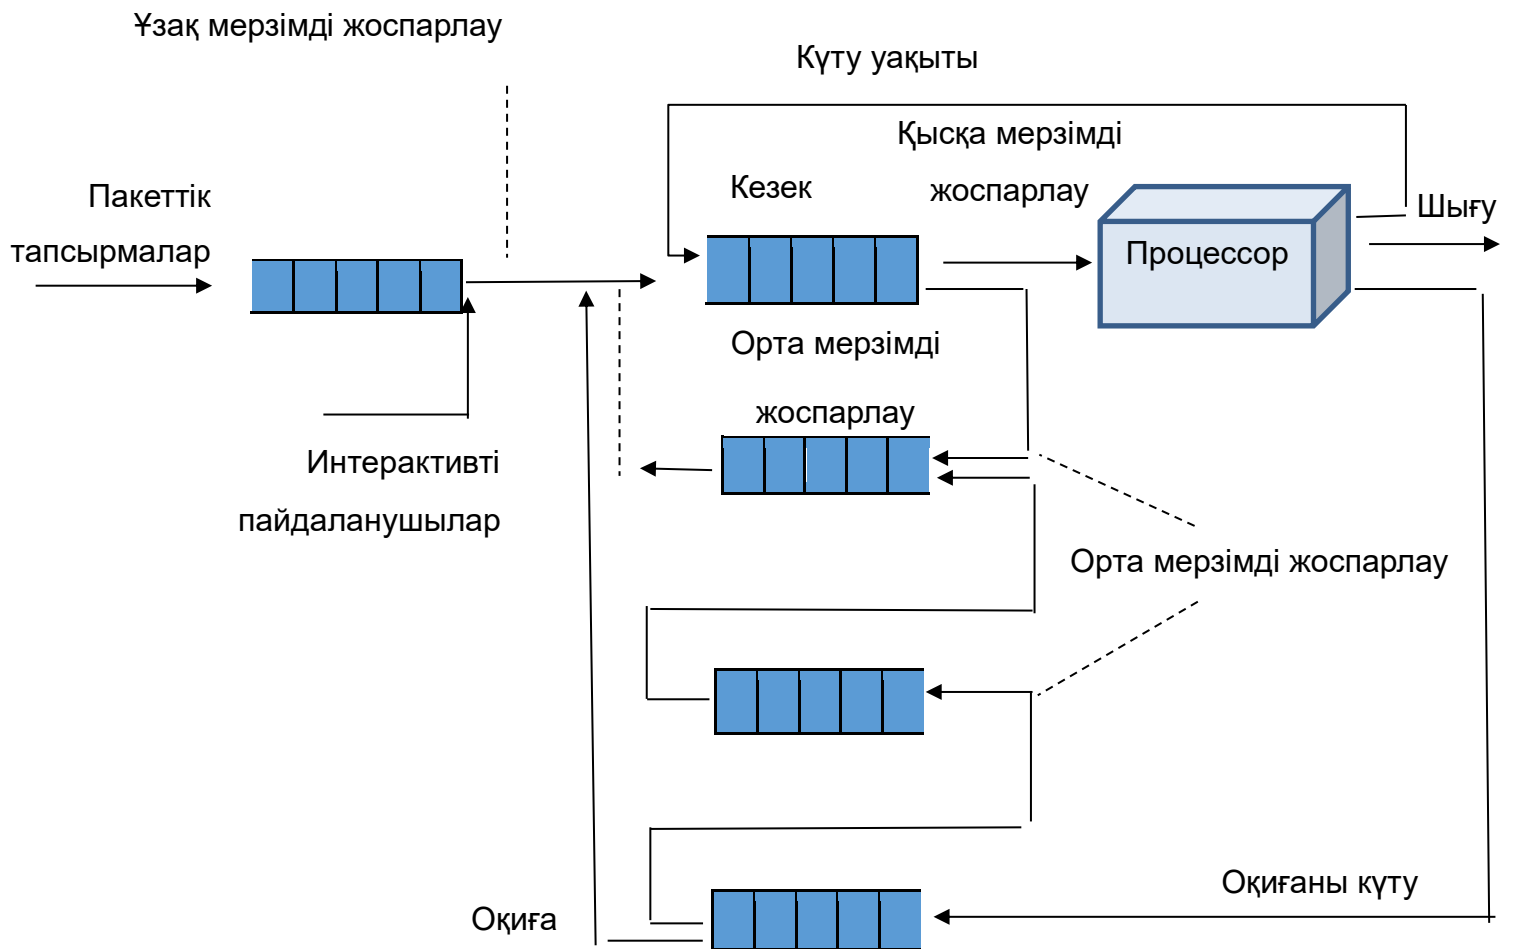 Ұзақ мерзімді жоспарлау
Күту уақыты
Қысқа мерзімді
жоспарлау
Кезек
Пакеттік
тапсырмалар
Шығу
Процессор
Орта мерзімді
жоспарлау
Интерактивті
пайдаланушылар
Орта мерзімді жоспарлау
Оқиғаны күту
Оқиға